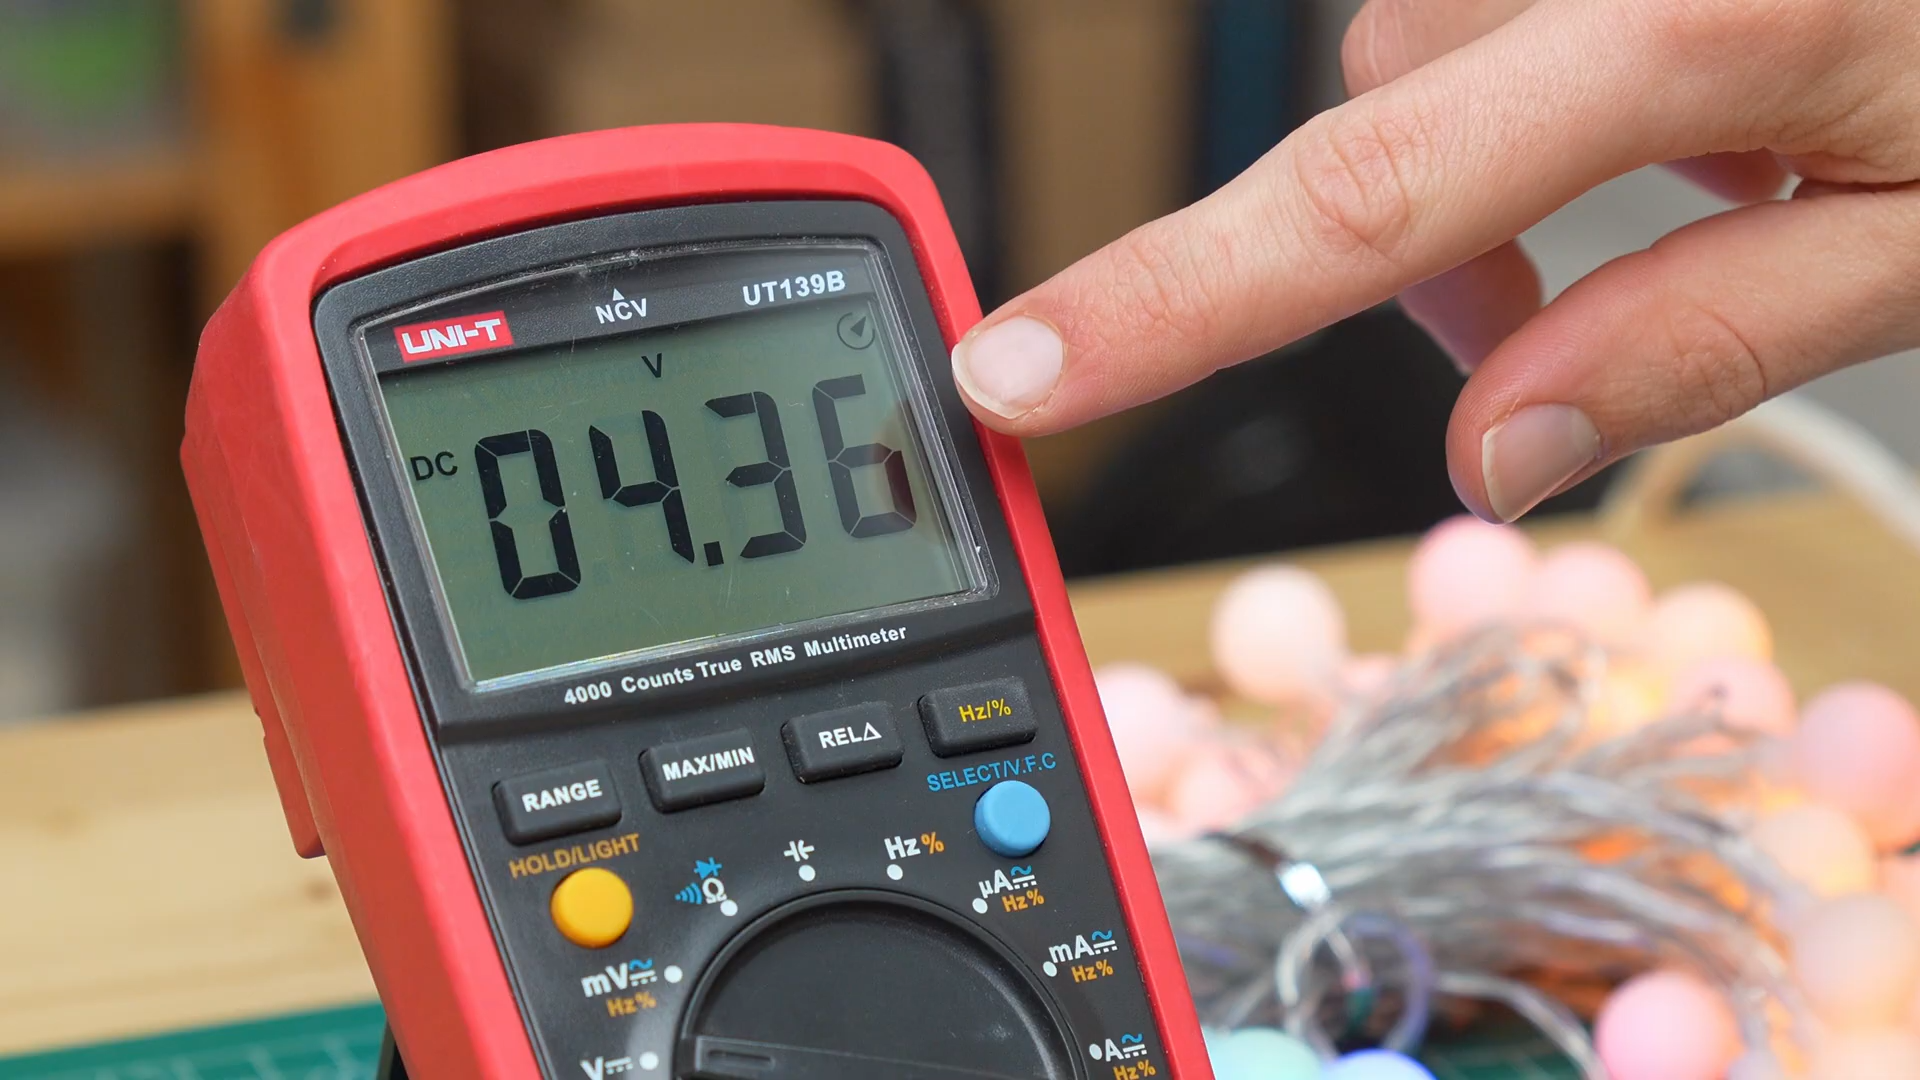 UNI-T
NCV
UT139B
V
DC
04.36
4000 Counts True RMS Multimeter
RANGE
MAX/MIN
REL△
Hz/%
HOLD/LIGHT
SELECT/V.F.C
Ω
Hz%
μA
Hz%
mV
Hz%
mA
Hz%
V
A
Hz%